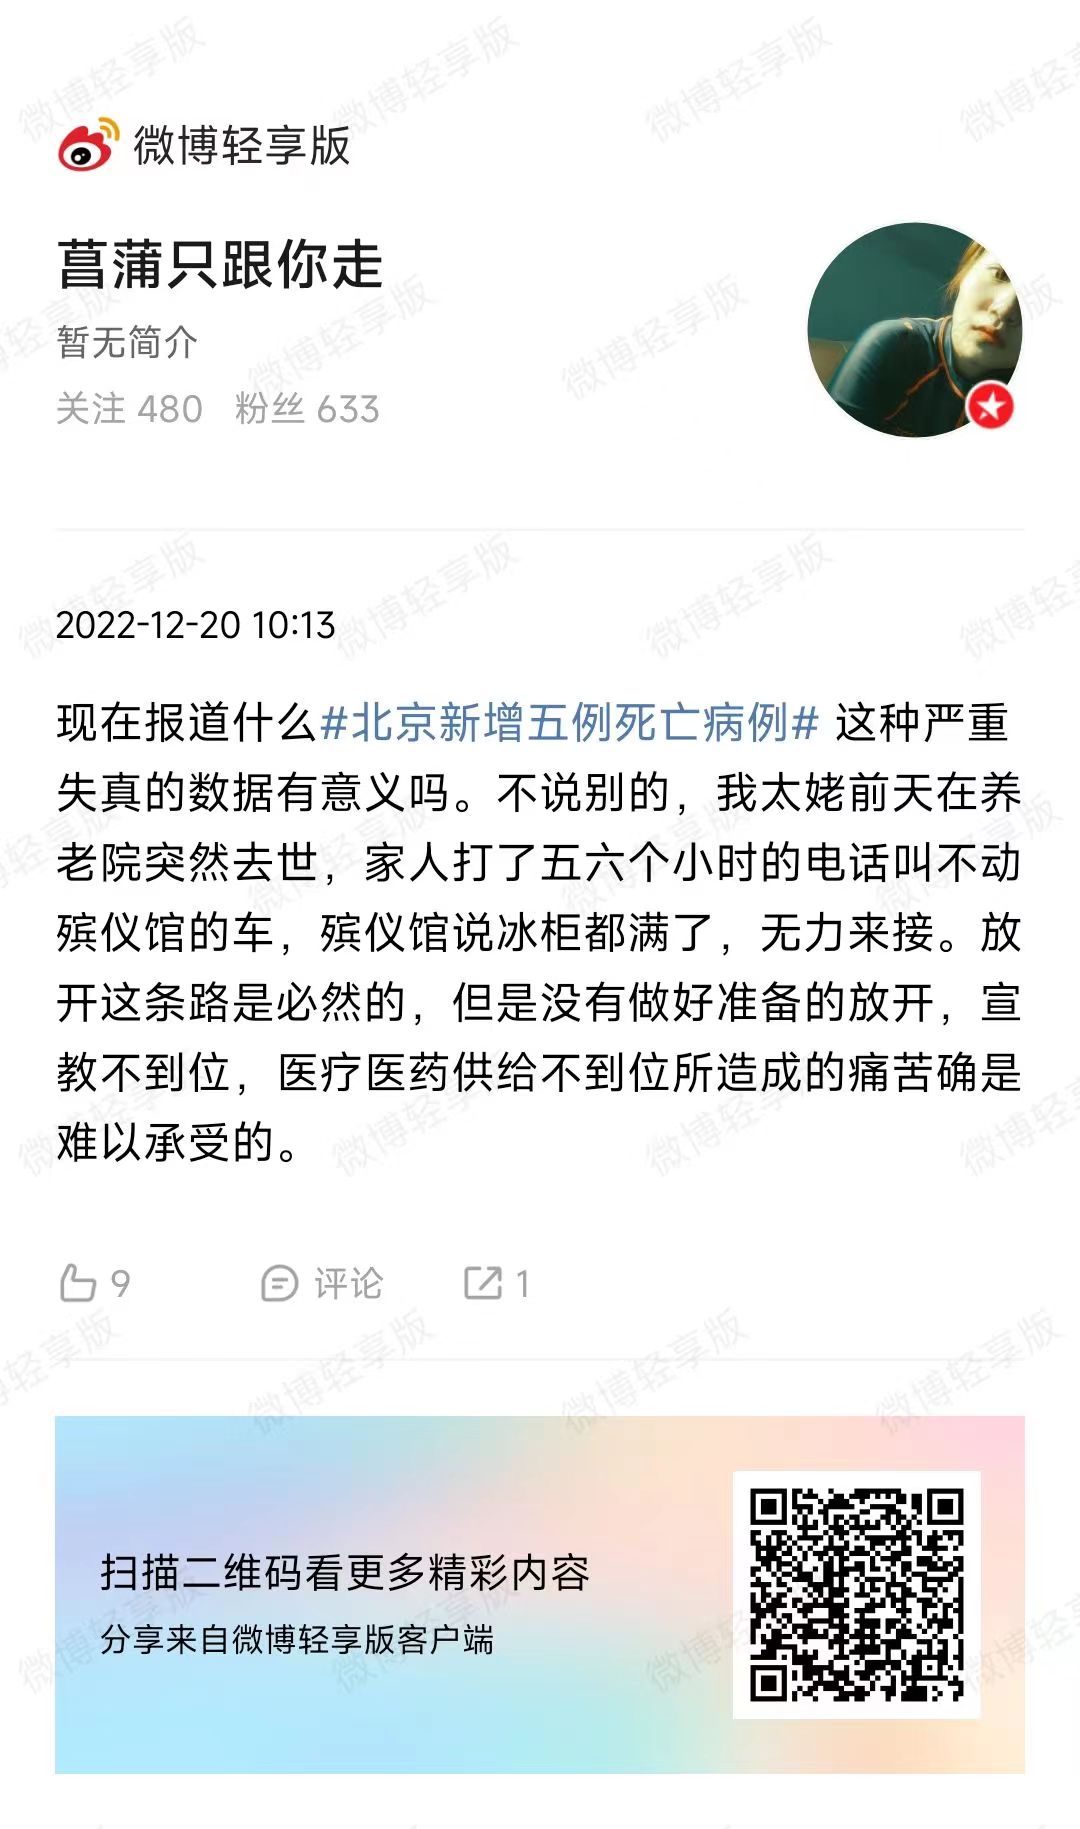 微博轻享版
菖蒲只跟你走
暂无简介
关注 480 粉丝 633
2022-12-20 10:13
现在报道什么#北京新增五例死亡病例# 这种严重
失真的数据有意义吗。不说别的，我太姥前天在养
老院突然去世，家人打了五六个小时的电话叫不动
殡仪馆的车，殡仪馆说冰柜都满了，无力来接。放
开这条路是必然的，但是没有做好准备的放开，宣
教不到位，医疗医药供给不到位所造成的痛苦确是
难以承受的。
9 评论 1
扫描二维码看更多精彩内容
分享来自微博轻享版客户端